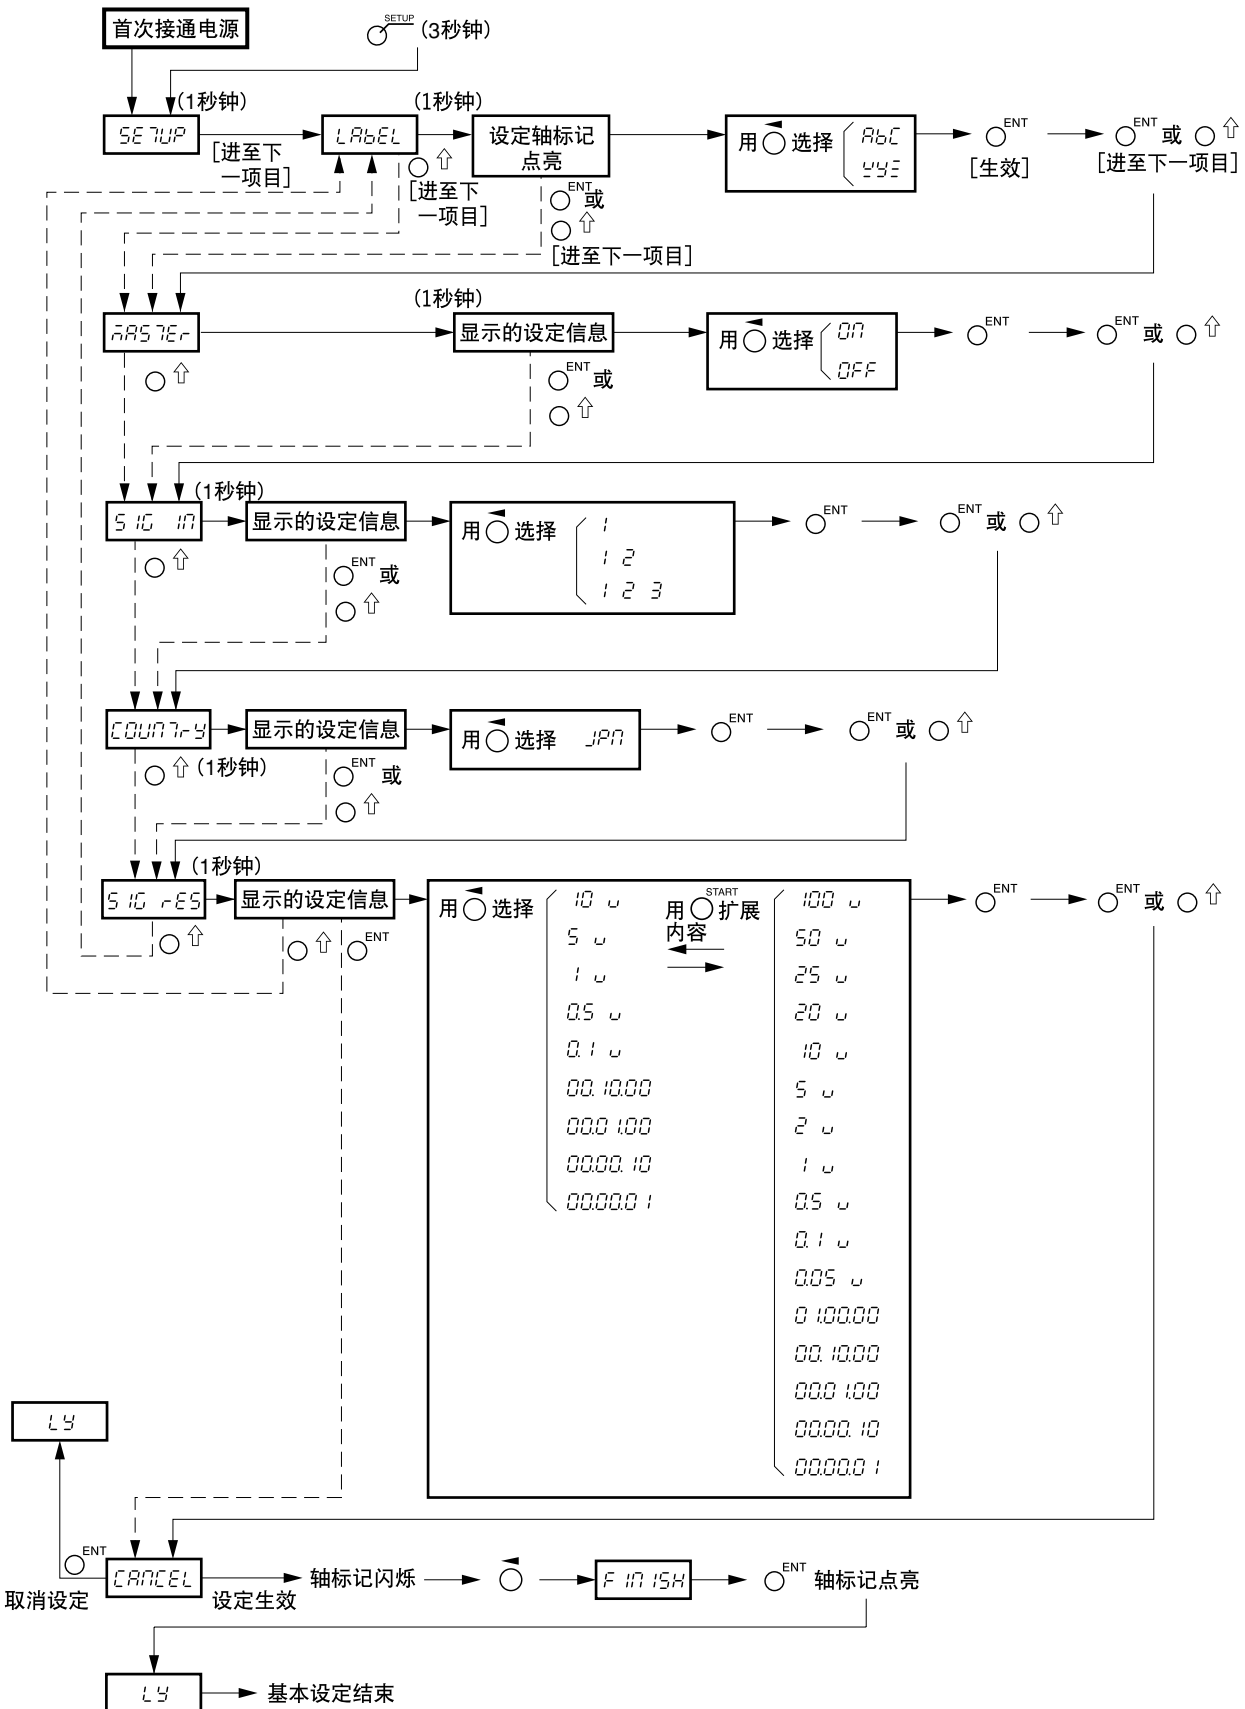 首次接通电源
SETUP (3秒钟)
(1秒钟)
(1秒钟)
SETUP
LAbEL
设定轴标记
点亮
用 选择
AbC
XYZ
ENT
[生效]
ENT 或
[进至下一项目]
[进至下
一项目]
[进至下
一项目]
ENT 或
[进至下一项目]
(1秒钟)
MASTEr
显示的设定信息
用 选择
ON
OFF
ENT
ENT 或
ENT 或
(1秒钟)
SIG IN
显示的设定信息
用 选择
1
1 2
1 2 3
ENT
ENT 或
ENT 或
COUNTrY
显示的设定信息
用 选择 JPN
ENT
ENT 或
(1秒钟)
ENT 或
(1秒钟)
SIG rES
显示的设定信息
ENT
用 选择
10 u
5 u
1 u
0.5 u
0.1 u
00.10.00
00.01.00
00.00.10
00.00.01
START
用 扩展
内容
100 u
50 u
25 u
20 u
10 u
5 u
2 u
1 u
0.5 u
0.1 u
0.05 u
01.00.00
00.10.00
00.01.00
00.00.10
00.00.01
ENT
ENT 或
LY
ENT
取消设定
CANCEL
设定生效
轴标记闪烁
FINISH
ENT 轴标记点亮
LY
基本设定结束